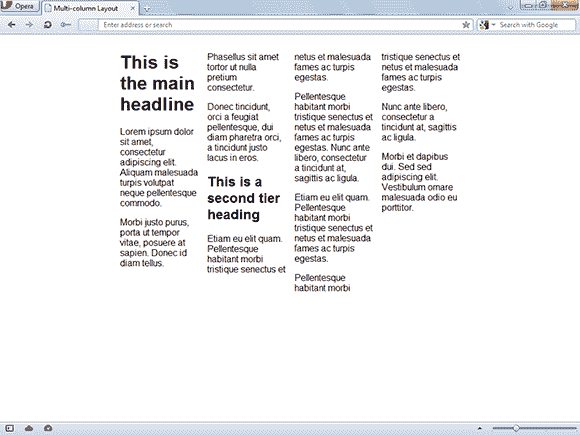 Opera
Multi-column Layout
Enter address or search
Search with Google
This is
the main
headline
Lorem ipsum dolor
sit amet,
consectetur
adipiscing elit.
Aliquam malesuada
turpis volutpat
neque pellentesque
commodo.
Morbi justo purus,
porta ut tempor
vitae, posuere at
sapien. Donec id
diam tellus.
Phasellus sit amet
tortor ut nulla
pretium
consectetur.
Donec tincidunt,
orci a feugiat
pellentesque, dui
diam pharetra orci,
a tincidunt justo
lacus in eros.
This is a
second tier
heading
Etiam eu elit quam.
Pellentesque
habitant morbi
tristique senectus et
netus et malesuada
fames ac turpis
egestas.
Pellentesque
habitant morbi
tristique senectus et
netus et malesuada
fames ac turpis
egestas. Nunc ante
libero, consectetur
a tincidunt at,
sagittis ac ligula.
Etiam eu elit quam.
Pellentesque
habitant morbi
tristique senectus et
netus et malesuada
fames ac turpis
egestas.
Pellentesque
habitant morbi
tristique senectus et
netus et malesuada
fames ac turpis
egestas.
Nunc ante libero,
consectetur a
tincidunt at, sagittis
ac ligula.
Morbi et dapibus
dui. Sed sed
adipiscing elit.
Vestibulum ornare
malesuada odio eu
porttitor.